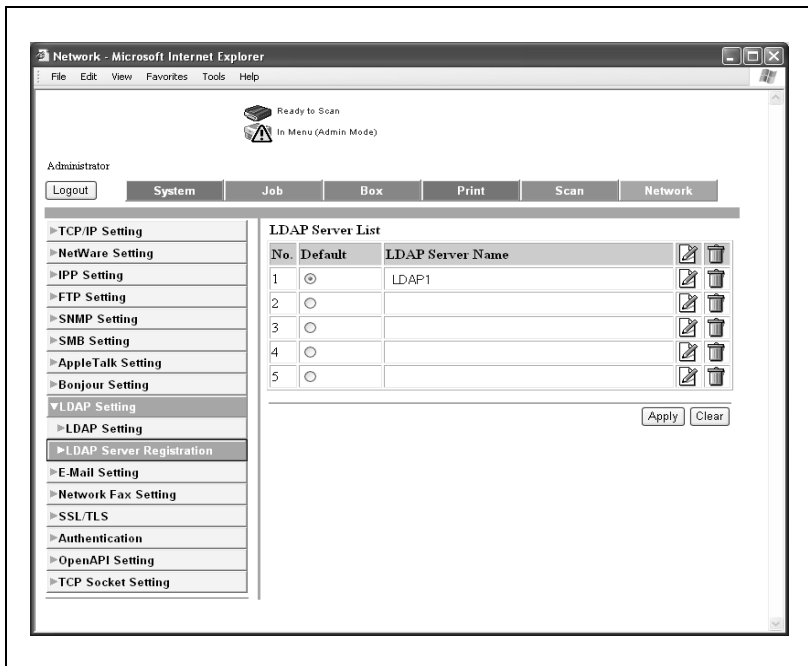 Network - Microsoft Internet Explorer
File Edit View Favorites Tools Help
Ready to Scan
In Menu (Admin Mode)
Administrator
Logout System Job Box Print Scan Network
TCP/IP Setting
NetWare Setting
IPP Setting
FTP Setting
SNMP Setting
SMB Setting
AppleTalk Setting
Bonjour Setting
LDAP Setting
LDAP Setting
LDAP Server Registration
E-Mail Setting
Network Fax Setting
SSL/TLS
Authentication
OpenAPI Setting
TCP Socket Setting
LDAP Server List
No. Default LDAP Server Name
1 LDAP1
2
3
4
5
Apply Clear